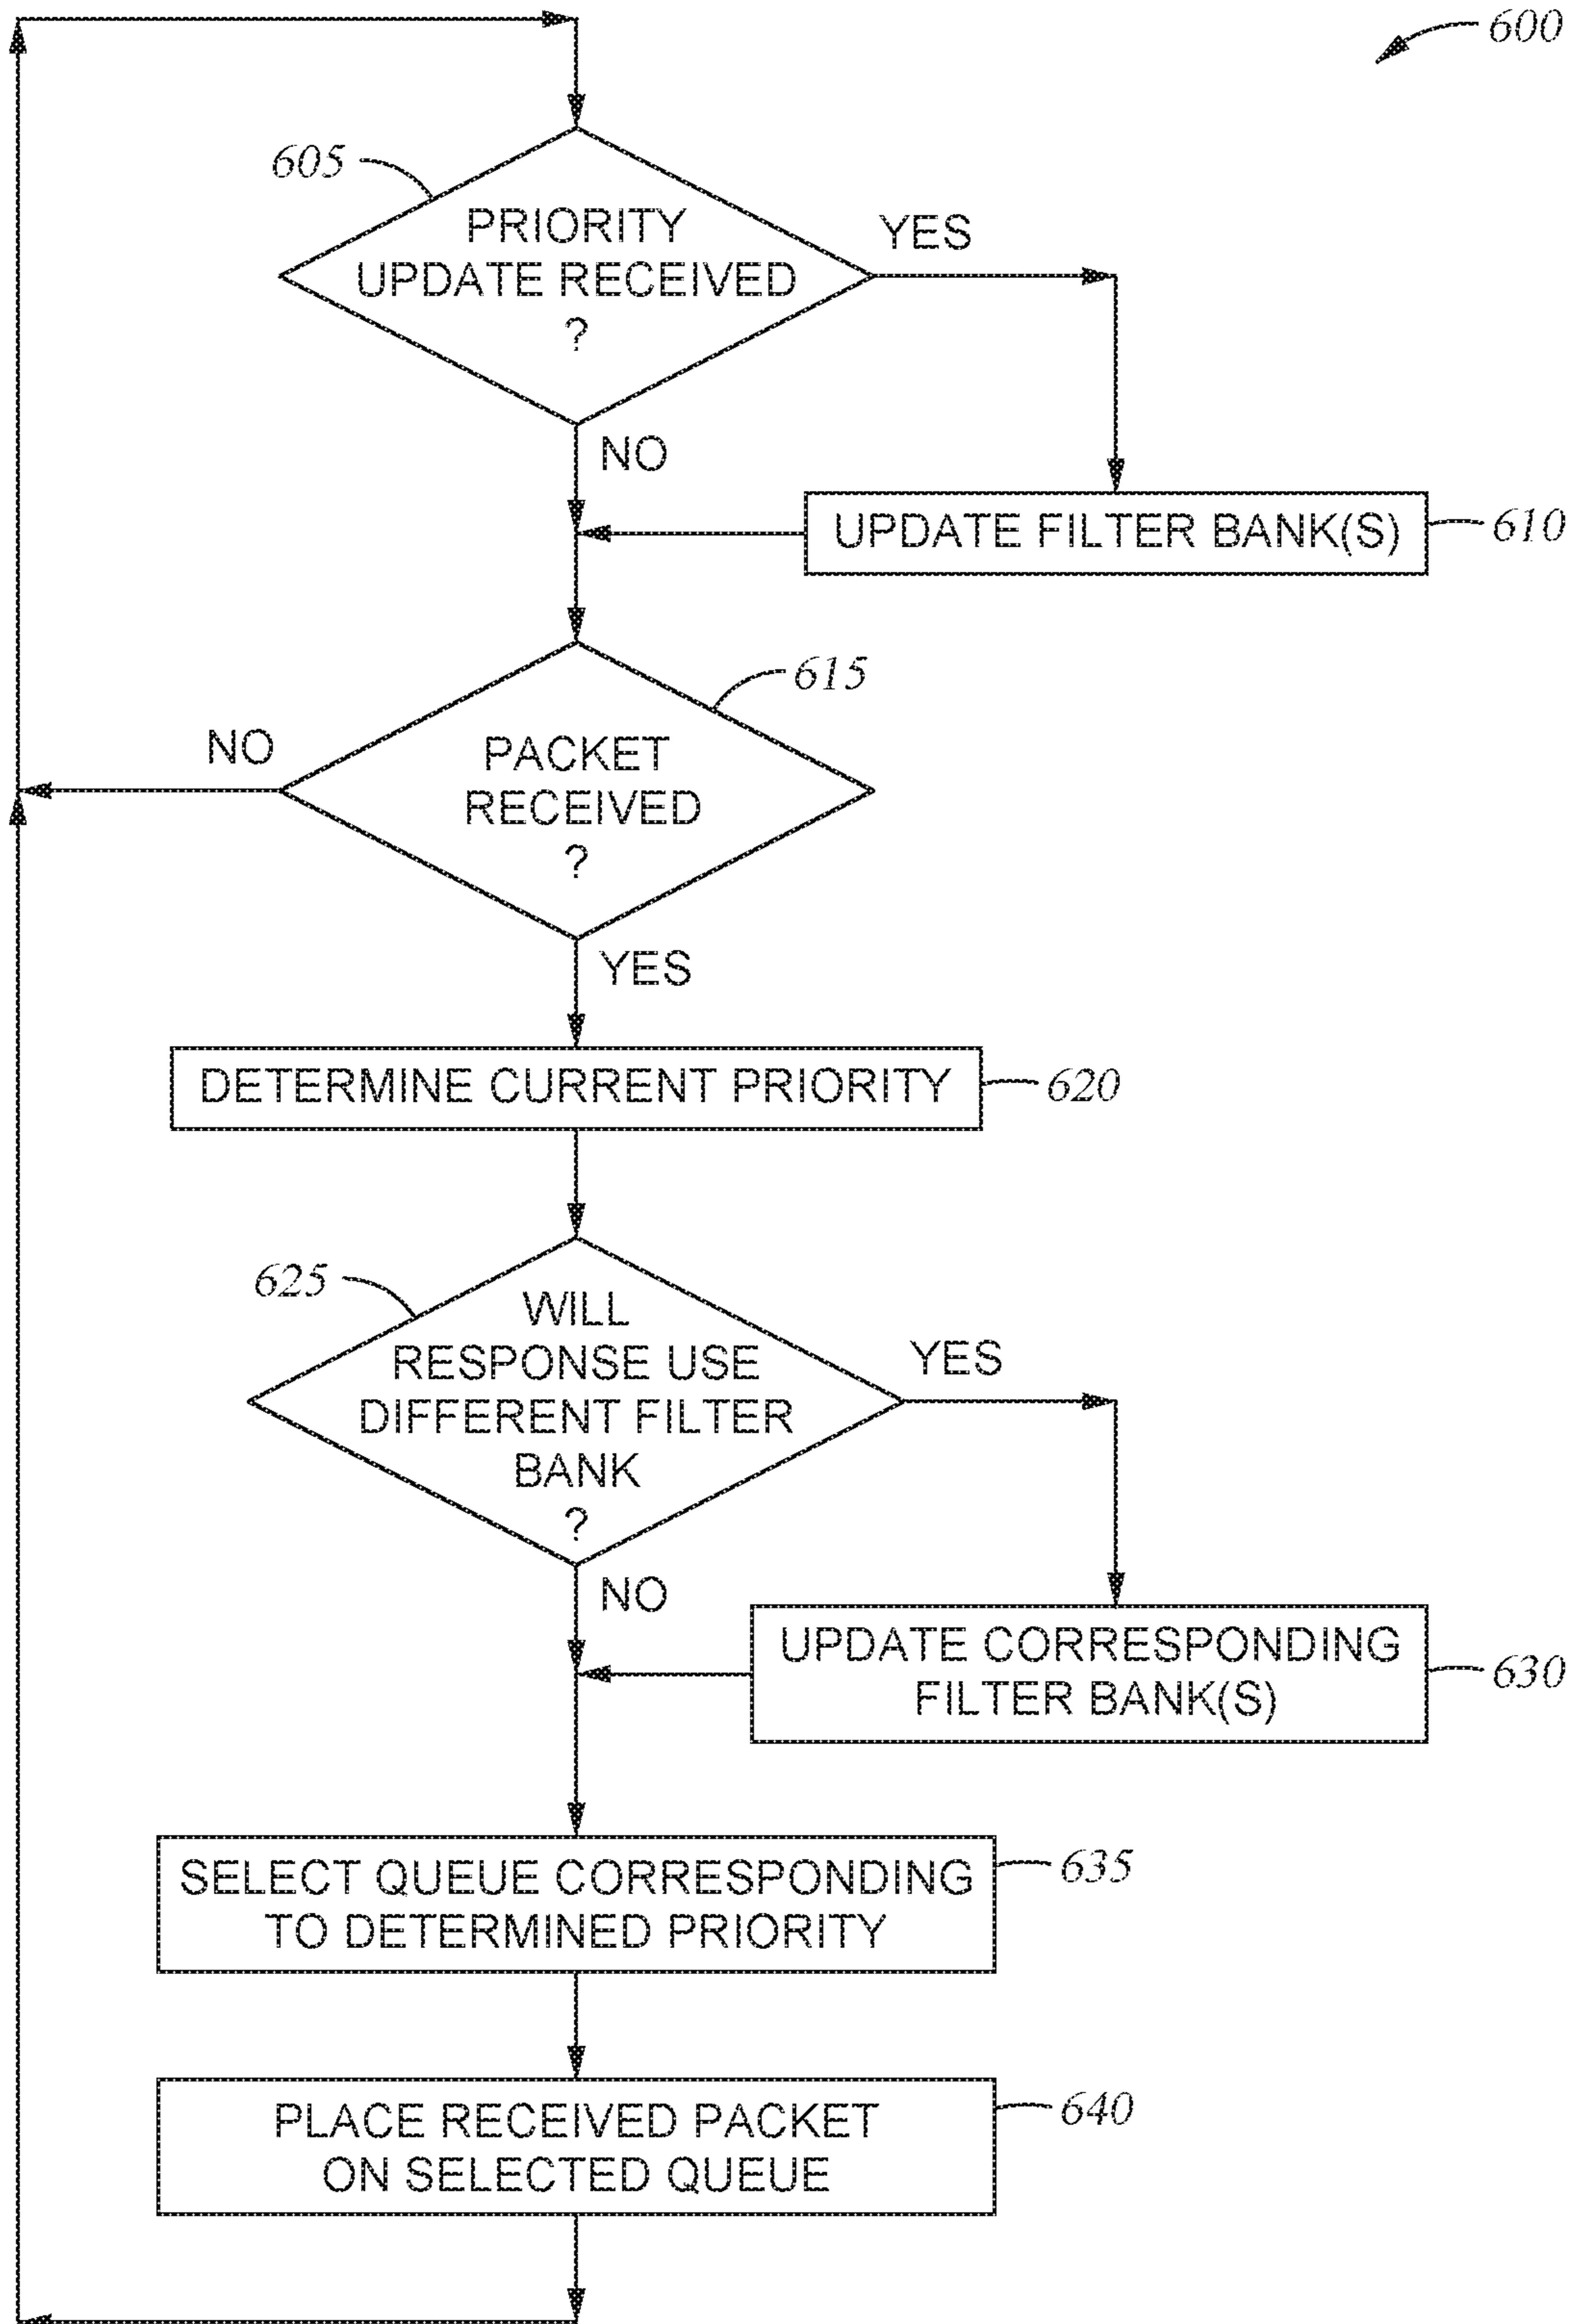 600
605
PRIORITY
UPDATE RECEIVED
?
YES
NO
UPDATE FILTER BANK(S)
610
615
PACKET
RECEIVED
?
NO
YES
DETERMINE CURRENT PRIORITY
620
625
WILL
RESPONSE USE
DIFFERENT FILTER
BANK
?
YES
NO
UPDATE CORRESPONDING
FILTER BANK(S)
630
SELECT QUEUE CORRESPONDING
TO DETERMINED PRIORITY
635
PLACE RECEIVED PACKET
ON SELECTED QUEUE
640